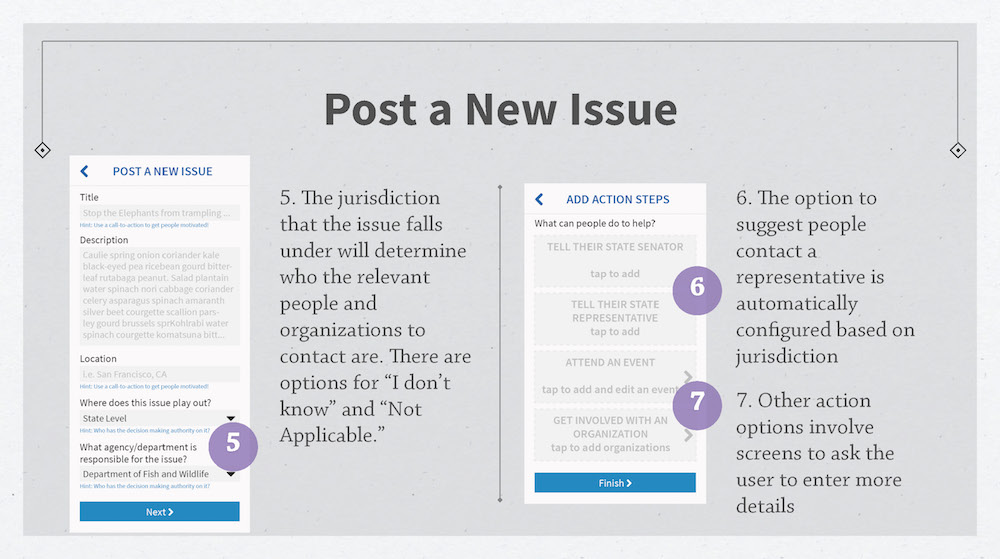 Post a New Issue
POST A NEW ISSUE
Title
Stop the Elephants from trampling ...
Hint: Use a call-to-action to get people motivated!
Description
Caulie spring onion coriander kale
black-eyed pea ricebean gourd bitter-
leaf rutabaga peanut. Salad plantain
water spinach nori cabbage coriander
celery asparagus spinach amaranth
silver beet courgette scallion pars-
ley gourd brussels sprKohlrabi water
spinach courgette komatsuna bitt...
Location
I.e. San Francisco, CA
Hint: Use a call-to-action to get people motivated!
Where does this issue play out?
State Level
Hint: Who has the decision making authority on it?
What agency/department is
responsible for the issue?
Department of Fish and Wildlife
Hint: Who has the decision making authority on it?
Next
5
5. The jurisdiction
that the issue falls
under will determine
who the relevant
people and
organizations to
contact are. There are
options for “I don’t
know” and “Not
Applicable.”
ADD ACTION STEPS
What can people do to help?
TELL THEIR STATE SENATOR
tap to add
TELL THEIR STATE
REPRESENTATIVE
tap to add
ATTEND AN EVENT
tap to add and edit an event
GET INVOLVED WITH AN
ORGANIZATION
tap to add organizations
Finish
6
7
6. The option to
suggest people
contact a
representative is
automatically
configured based on
jurisdiction
7. Other action
options involve
screens to ask the
user to enter more
details